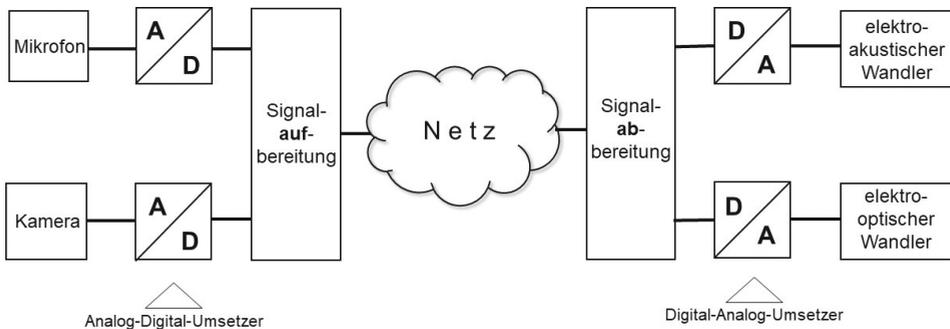 Mikrofon
A
D
Signal-
auf-
bereitung
Kamera
A
D
Analog-Digital-Umsetzer
Netz
Signal-
ab-
bereitung
D
A
elektro-
akustischer
Wandler
D
A
elektro-
optischer
Wandler
Digital-Analog-Umsetzer